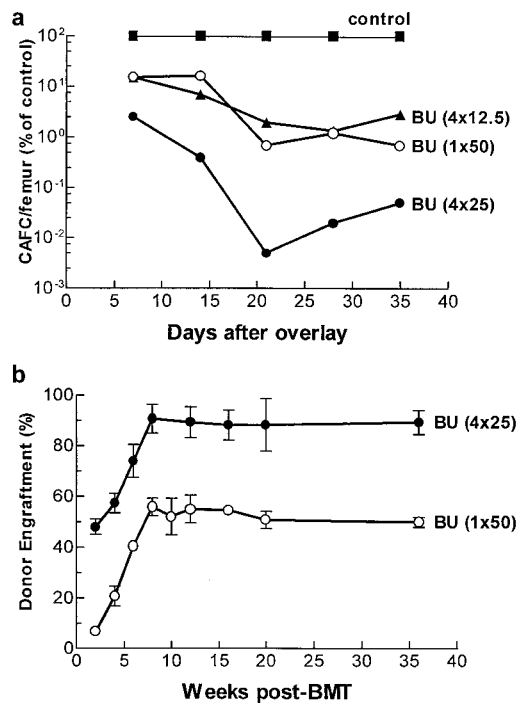 a
control
10²
10¹
10⁰
10⁻¹
10⁻²
10⁻³
CAFC/femur (% of control)
BU (4x12.5)
BU (1x50)
BU (4x25)
0 5 10 15 20 25 30 35 40
Days after overlay
b
100
80
60
40
20
0
Donor Engraftment (%)
BU (4x25)
BU (1x50)
0 5 10 15 20 25 30 35 40
Weeks post-BMT